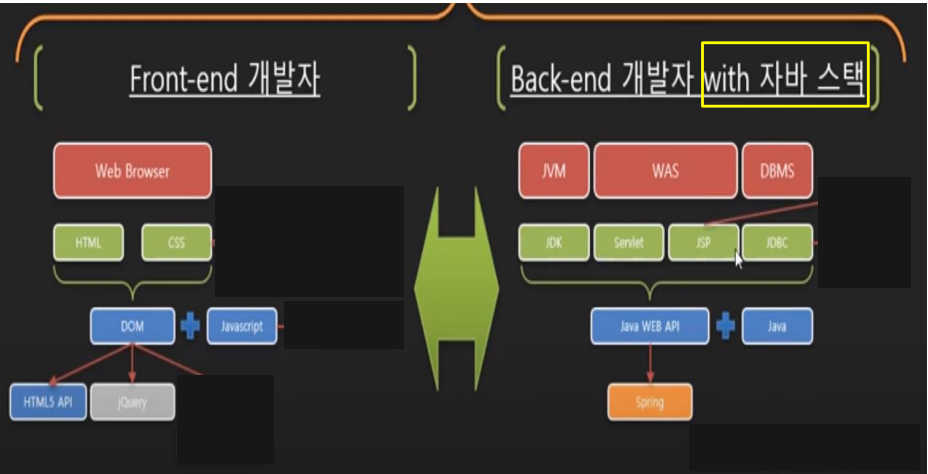 Front-end 개발자
Back-end 개발자 with 자바 스택
Web Browser
HTML
CSS
DOM
Javascript
HTML5 API
jQuery
JVM
WAS
DBMS
JDK
Servlet
JSP
JDBC
Java WEB API
Java
Spring